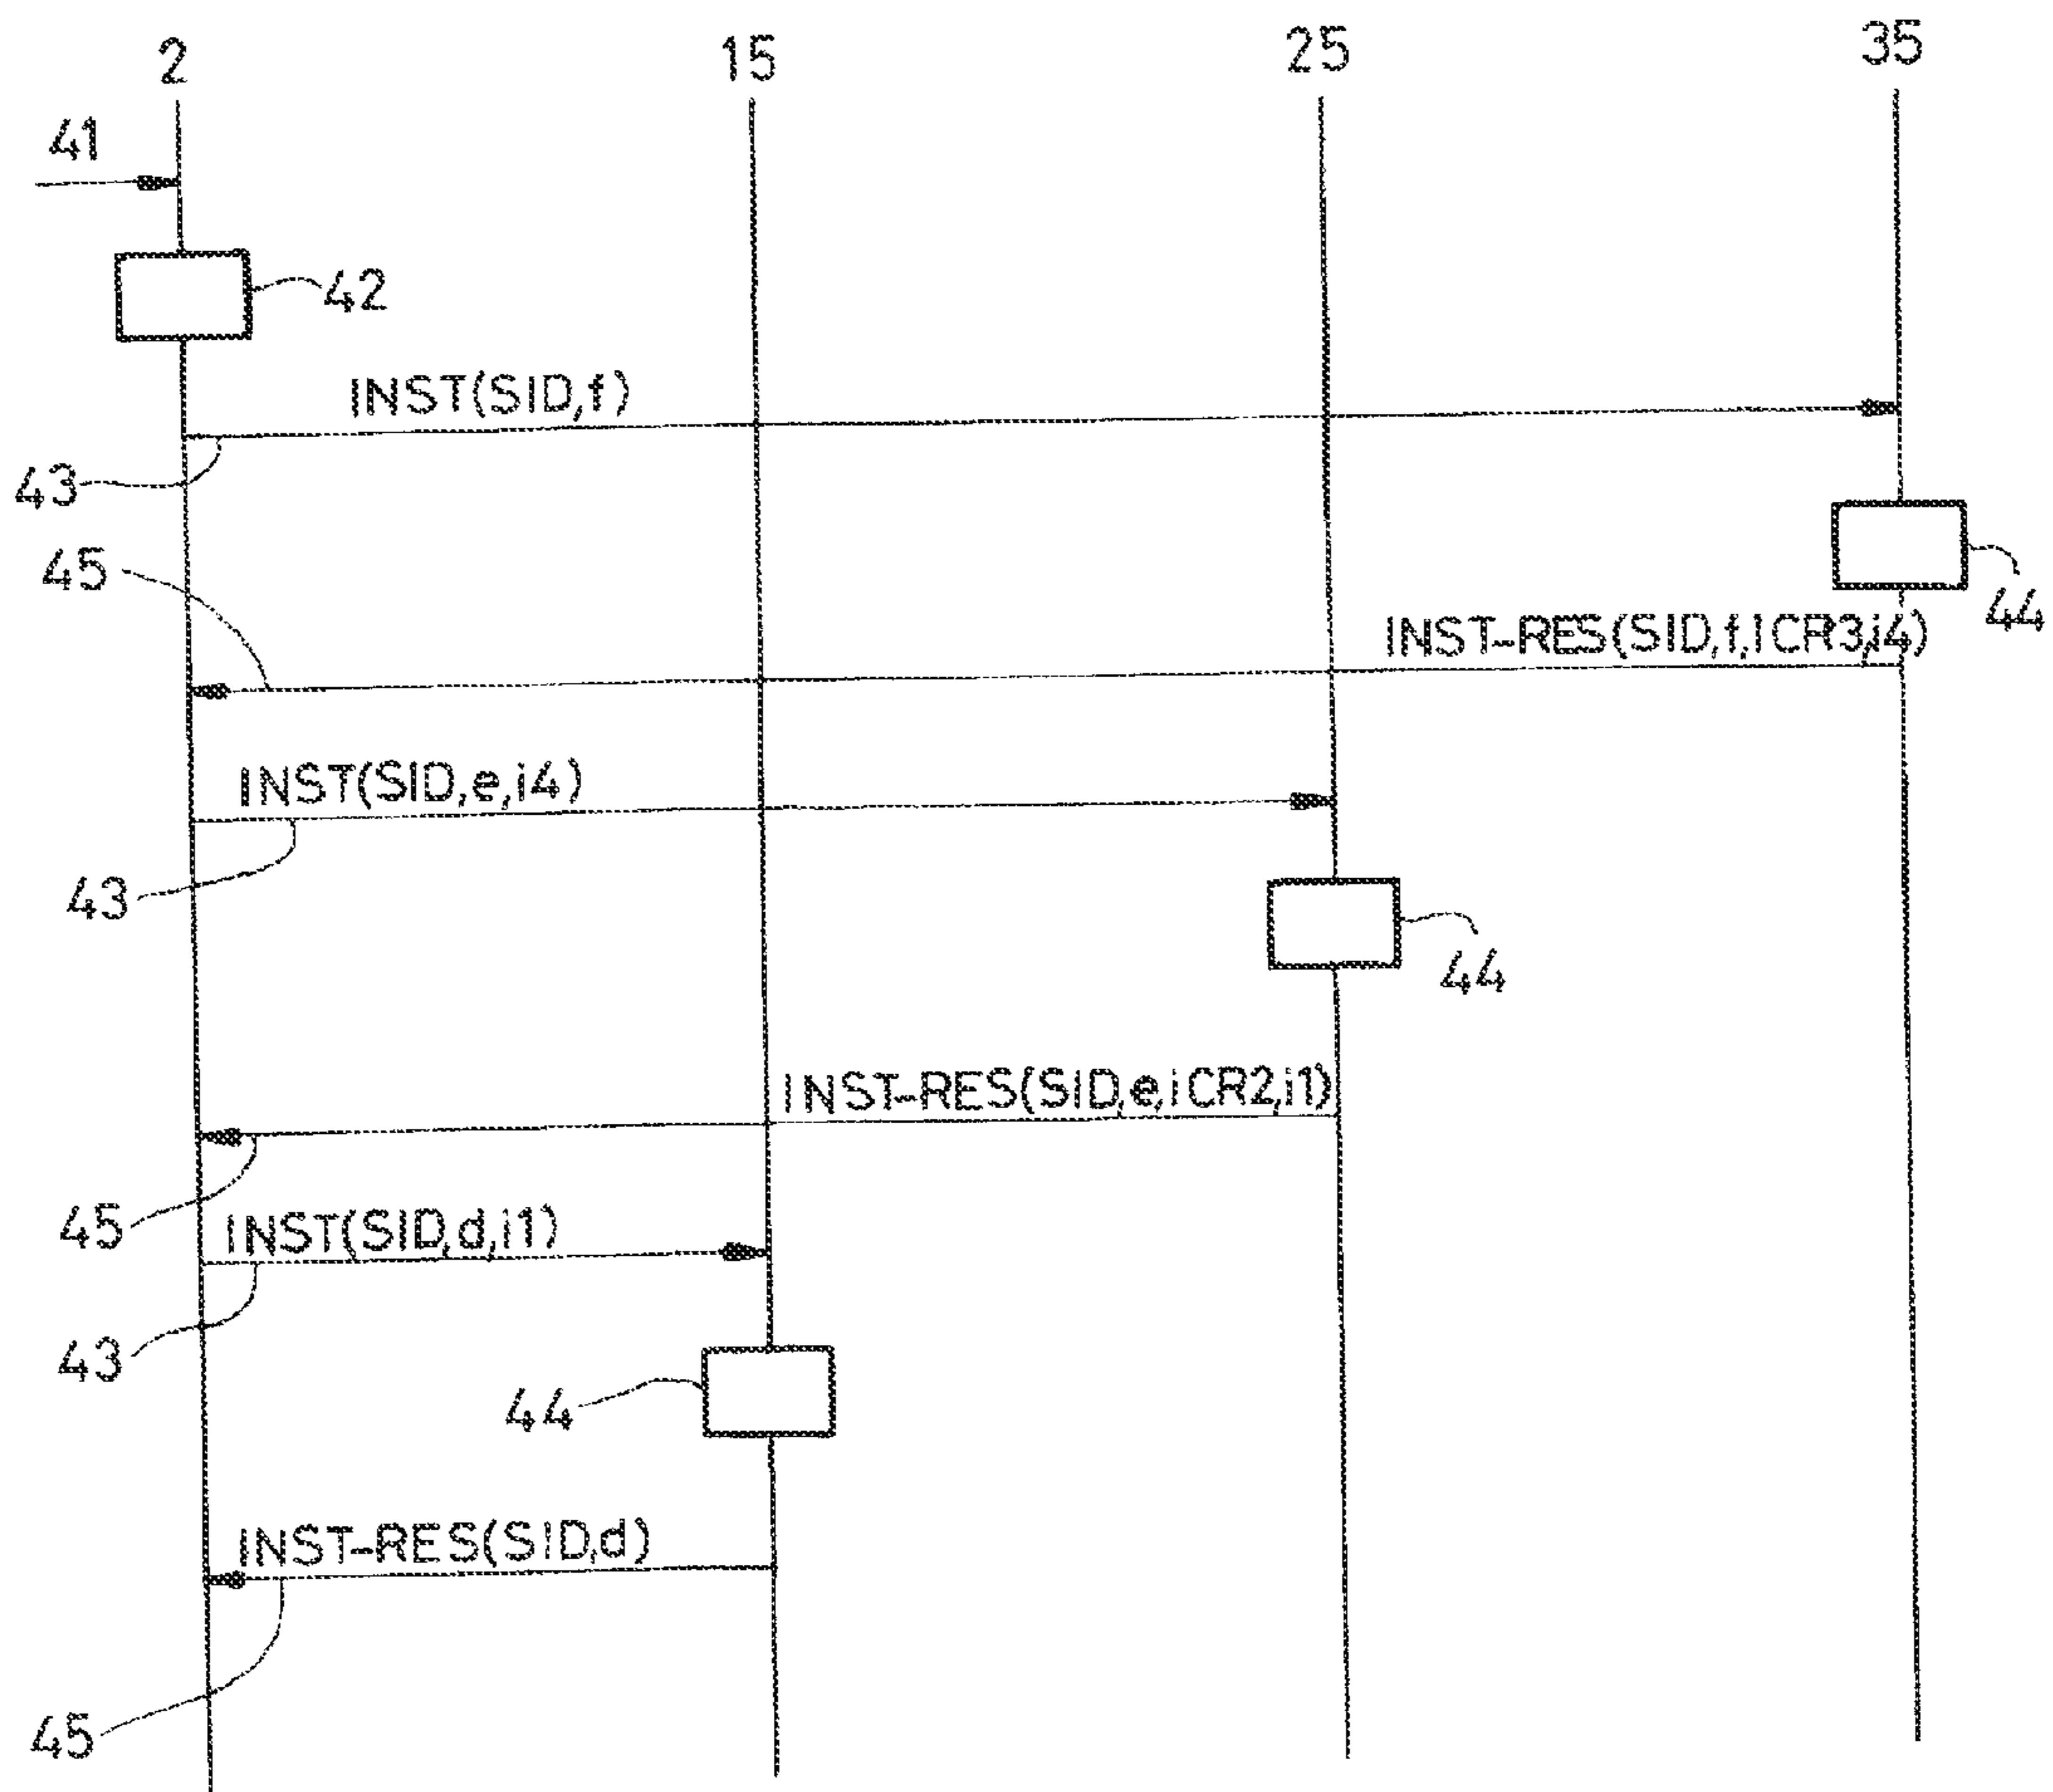 2 15 25 35
41
42
INST(SID,f)
43
45
44
INST-RES(SID,f,ICR3,i4)
INST(SID,e,i4)
43
44
INST-RES(SID,e,iCR2,i1)
45
INST(SID,d,i1)
43
44
INST-RES(SID,d)
45